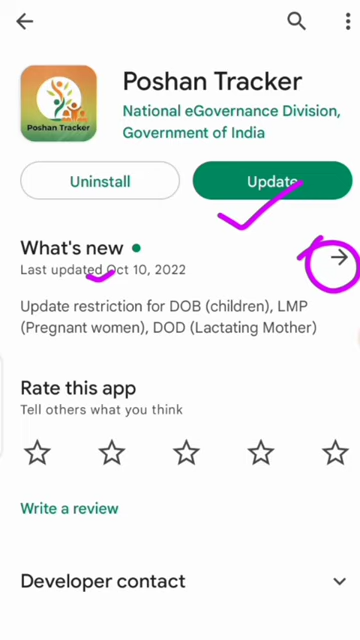 Poshan Tracker
Poshan Tracker
National eGovernance Division,
Government of India
Uninstall
Update
What's new
Last updated Oct 10, 2022
Update restriction for DOB (children), LMP
(Pregnant women), DOD (Lactating Mother)
Rate this app
Tell others what you think
Write a review
Developer contact